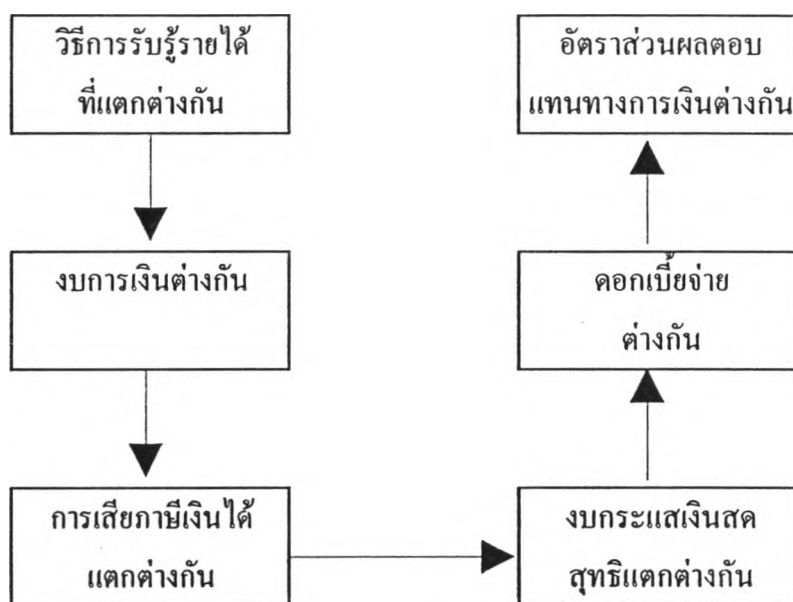 วิธีการรับรู้รายได้
ที่แตกต่างกัน
งบการเงินต่างกัน
การเสียภาษีเงินได้
แตกต่างกัน
งบกระแสเงินสด
สุทธิแตกต่างกัน
ดอกเบี้ยจ่าย
ต่างกัน
อัตราส่วนผลตอบ
แทนทางการเงินต่างกัน